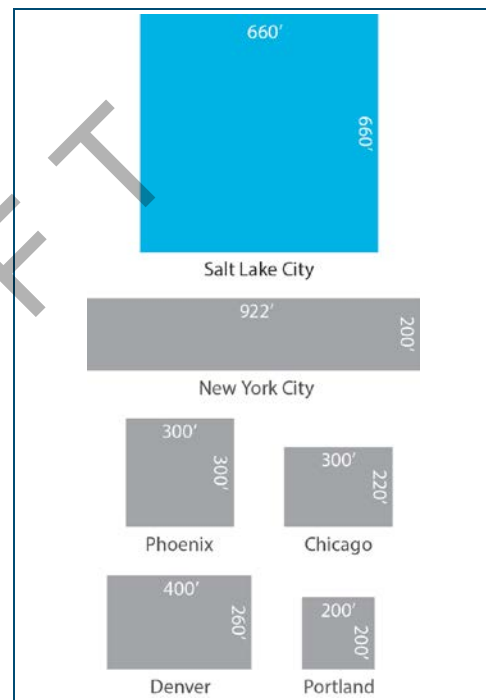 660'
660'
Salt Lake City
922'
200'
New York City
300'
300'
Phoenix
300'
220'
Chicago
400'
260'
Denver
200'
200'
Portland
F T